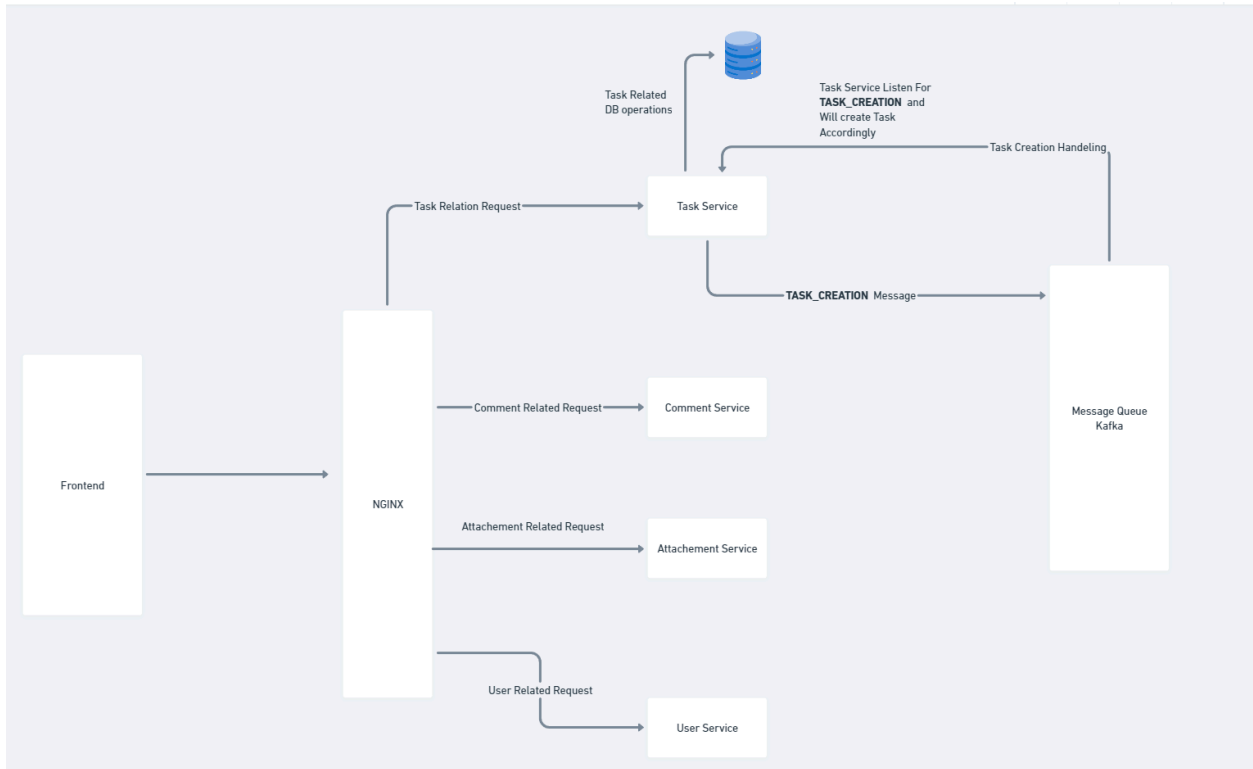 Task Related
DB operations
Task Service Listen For
TASK_CREATION and
Will create Task
Accordingly
Task Creation Handeling
Task Relation Request
Task Service
TASK_CREATION Message
Frontend
NGINX
Comment Related Request
Comment Service
Message Queue
Kafka
Attachement Related Request
Attachement Service
User Related Request
User Service